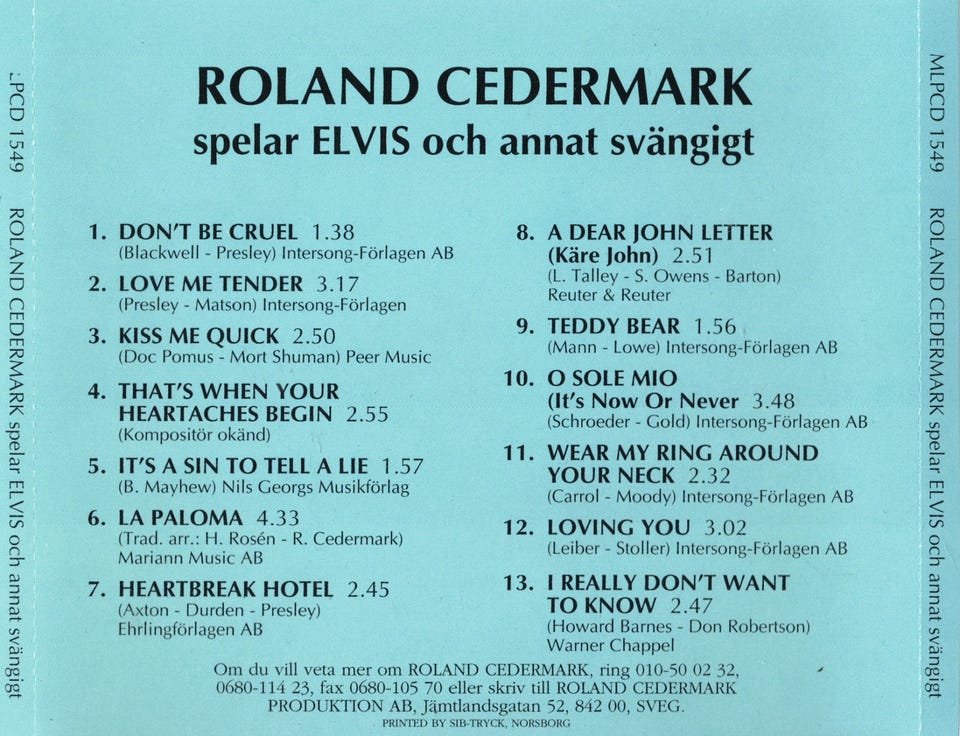 ROLAND CEDERMARK
spelar ELVIS och annat svängigt
1. DON'T BE CRUEL 1.38
(Blackwell - Presley) Intersong-Förlagen AB
2. LOVE ME TENDER 3.17
(Presley - Matson) Intersong-Förlagen
3. KISS ME QUICK 2.50
(Doc Pomus - Mort Shuman) Peer Music
4. THAT'S WHEN YOUR
HEARTACHES BEGIN 2.55
(Kompositör okänd)
5. IT'S A SIN TO TELL A LIE 1.57
(B. Mayhew) Nils Georgs Musikförlag
6. LA PALOMA 4.33
(Trad. arr.: H. Rosén - R. Cedermark)
Mariann Music AB
7. HEARTBREAK HOTEL 2.45
(Axton - Durden - Presley)
Ehrlingförlagen AB
8. A DEAR JOHN LETTER
(Käre John) 2.51
(L. Talley - S. Owens - Barton)
Reuter & Reuter
9. TEDDY BEAR 1.56
(Mann - Lowe) Intersong-Förlagen AB
10. O SOLE MIO
(It's Now Or Never 3.48
(Schroeder - Gold) Intersong-Förlagen AB
11. WEAR MY RING AROUND
YOUR NECK 2.32
(Carrol - Moody) Intersong-Förlagen AB
12. LOVING YOU 3.02
(Leiber - Stoller) Intersong-Förlagen AB
13. I REALLY DON'T WANT
TO KNOW 2.47
(Howard Barnes - Don Robertson)
Warner Chappel
Om du vill veta mer om ROLAND CEDERMARK, ring 010-50 02 32,
0680-114 23, fax 0680-105 70 eller skriv till ROLAND CEDERMARK
PRODUKTION AB, Jämtlandsgatan 52, 842 00, SVEG.
PRINTED BY SIB-TRYCK, NORSBORG
LPCD 1549 ROLAND CEDERMARK spelar ELVIS och annat svängigt
MLPCD 1549 ROLAND CEDERMARK spelar ELVIS och annat svängigt